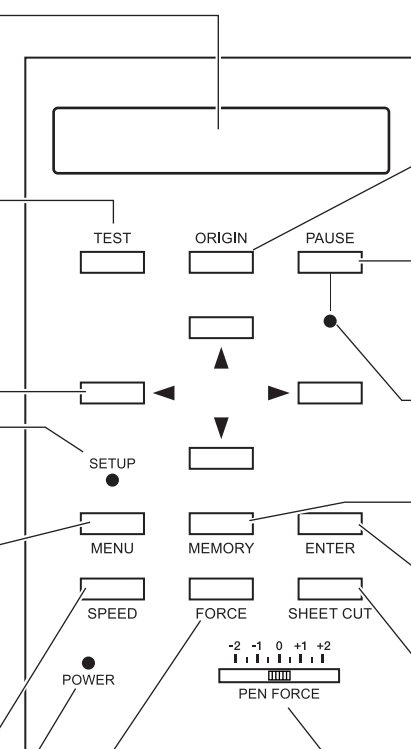 TEST ORIGIN PAUSE
SETUP
MENU MEMORY ENTER
SPEED FORCE SHEET CUT
-2 -1 0 +1 +2
POWER
PEN FORCE